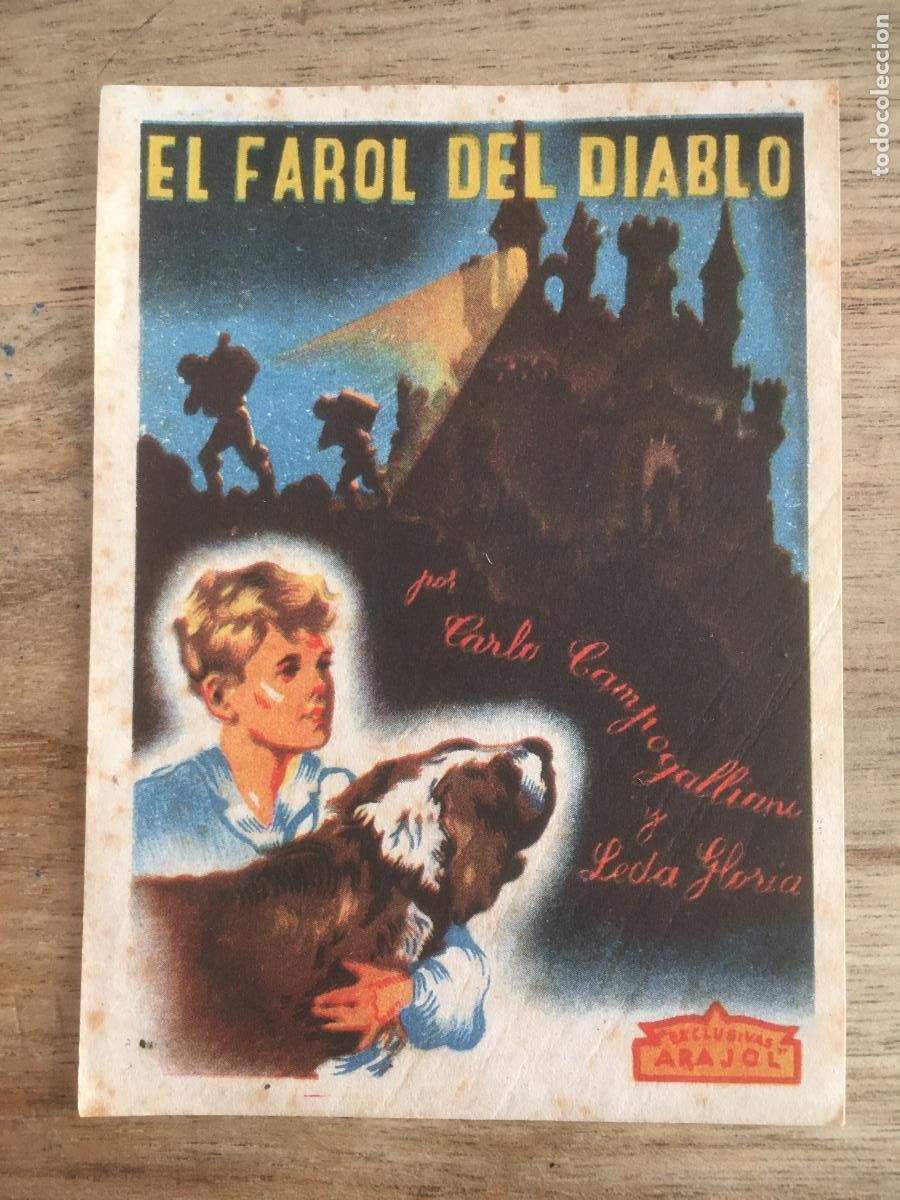 EL FAROL DEL DIABLO
por
Carlo Campogalliani
y
Leda Gloria
"EXCLUSIVAS
ARAJOL"
todocoleccion